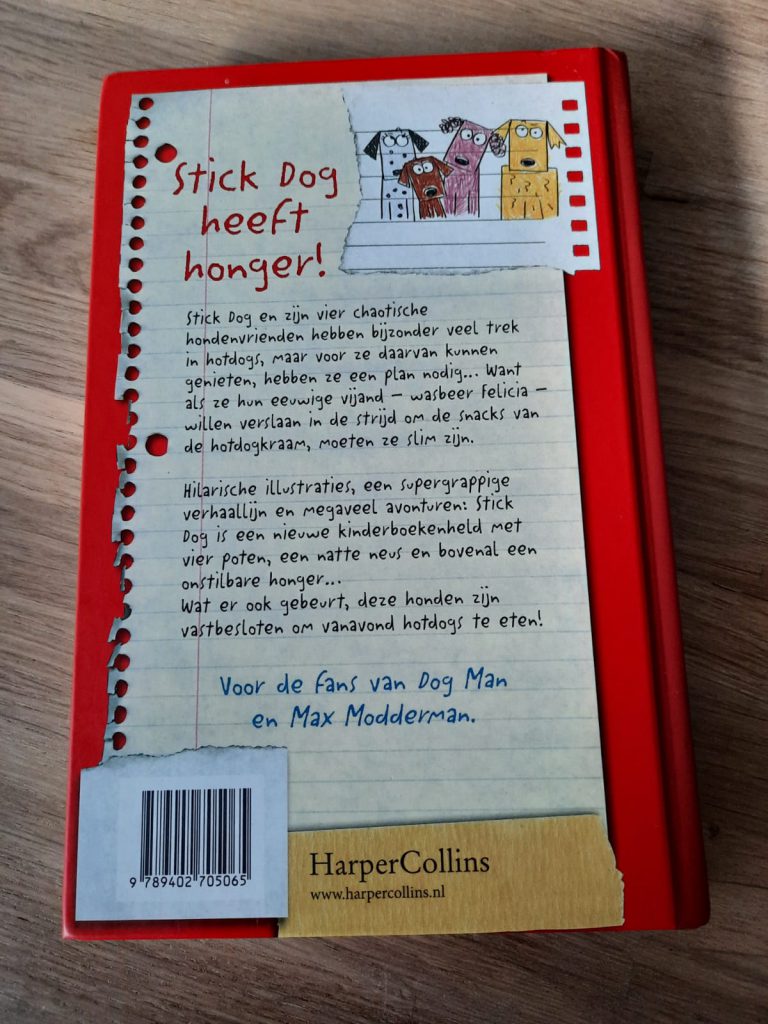 Stick Dog
heeft
honger!
Stick Dog en zijn vier chaotische
hondenvrienden hebben bijzonder veel trek
in hotdogs, maar voor ze daarvan kunnen
genieten, hebben ze een plan nodig... Want
als ze hun eeuwige vijand – wasbeer Felicia –
willen verslaan in de strijd om de snacks van
de hotdogkraam, moeten ze slim zijn.
Hilarische illustraties, een supergrappige
verhaallijn en megaveel avonturen: Stick
Dog is een nieuwe kinderboekenheld met
vier poten, een natte neus en bovenal een
onstilbare honger...
Wat er ook gebeurt, deze honden zijn
vastbesloten om vanavond hotdogs te eten!
Voor de fans van Dog Man
en Max Modderman.
9 789402 705065
HarperCollins
www.harpercollins.nl